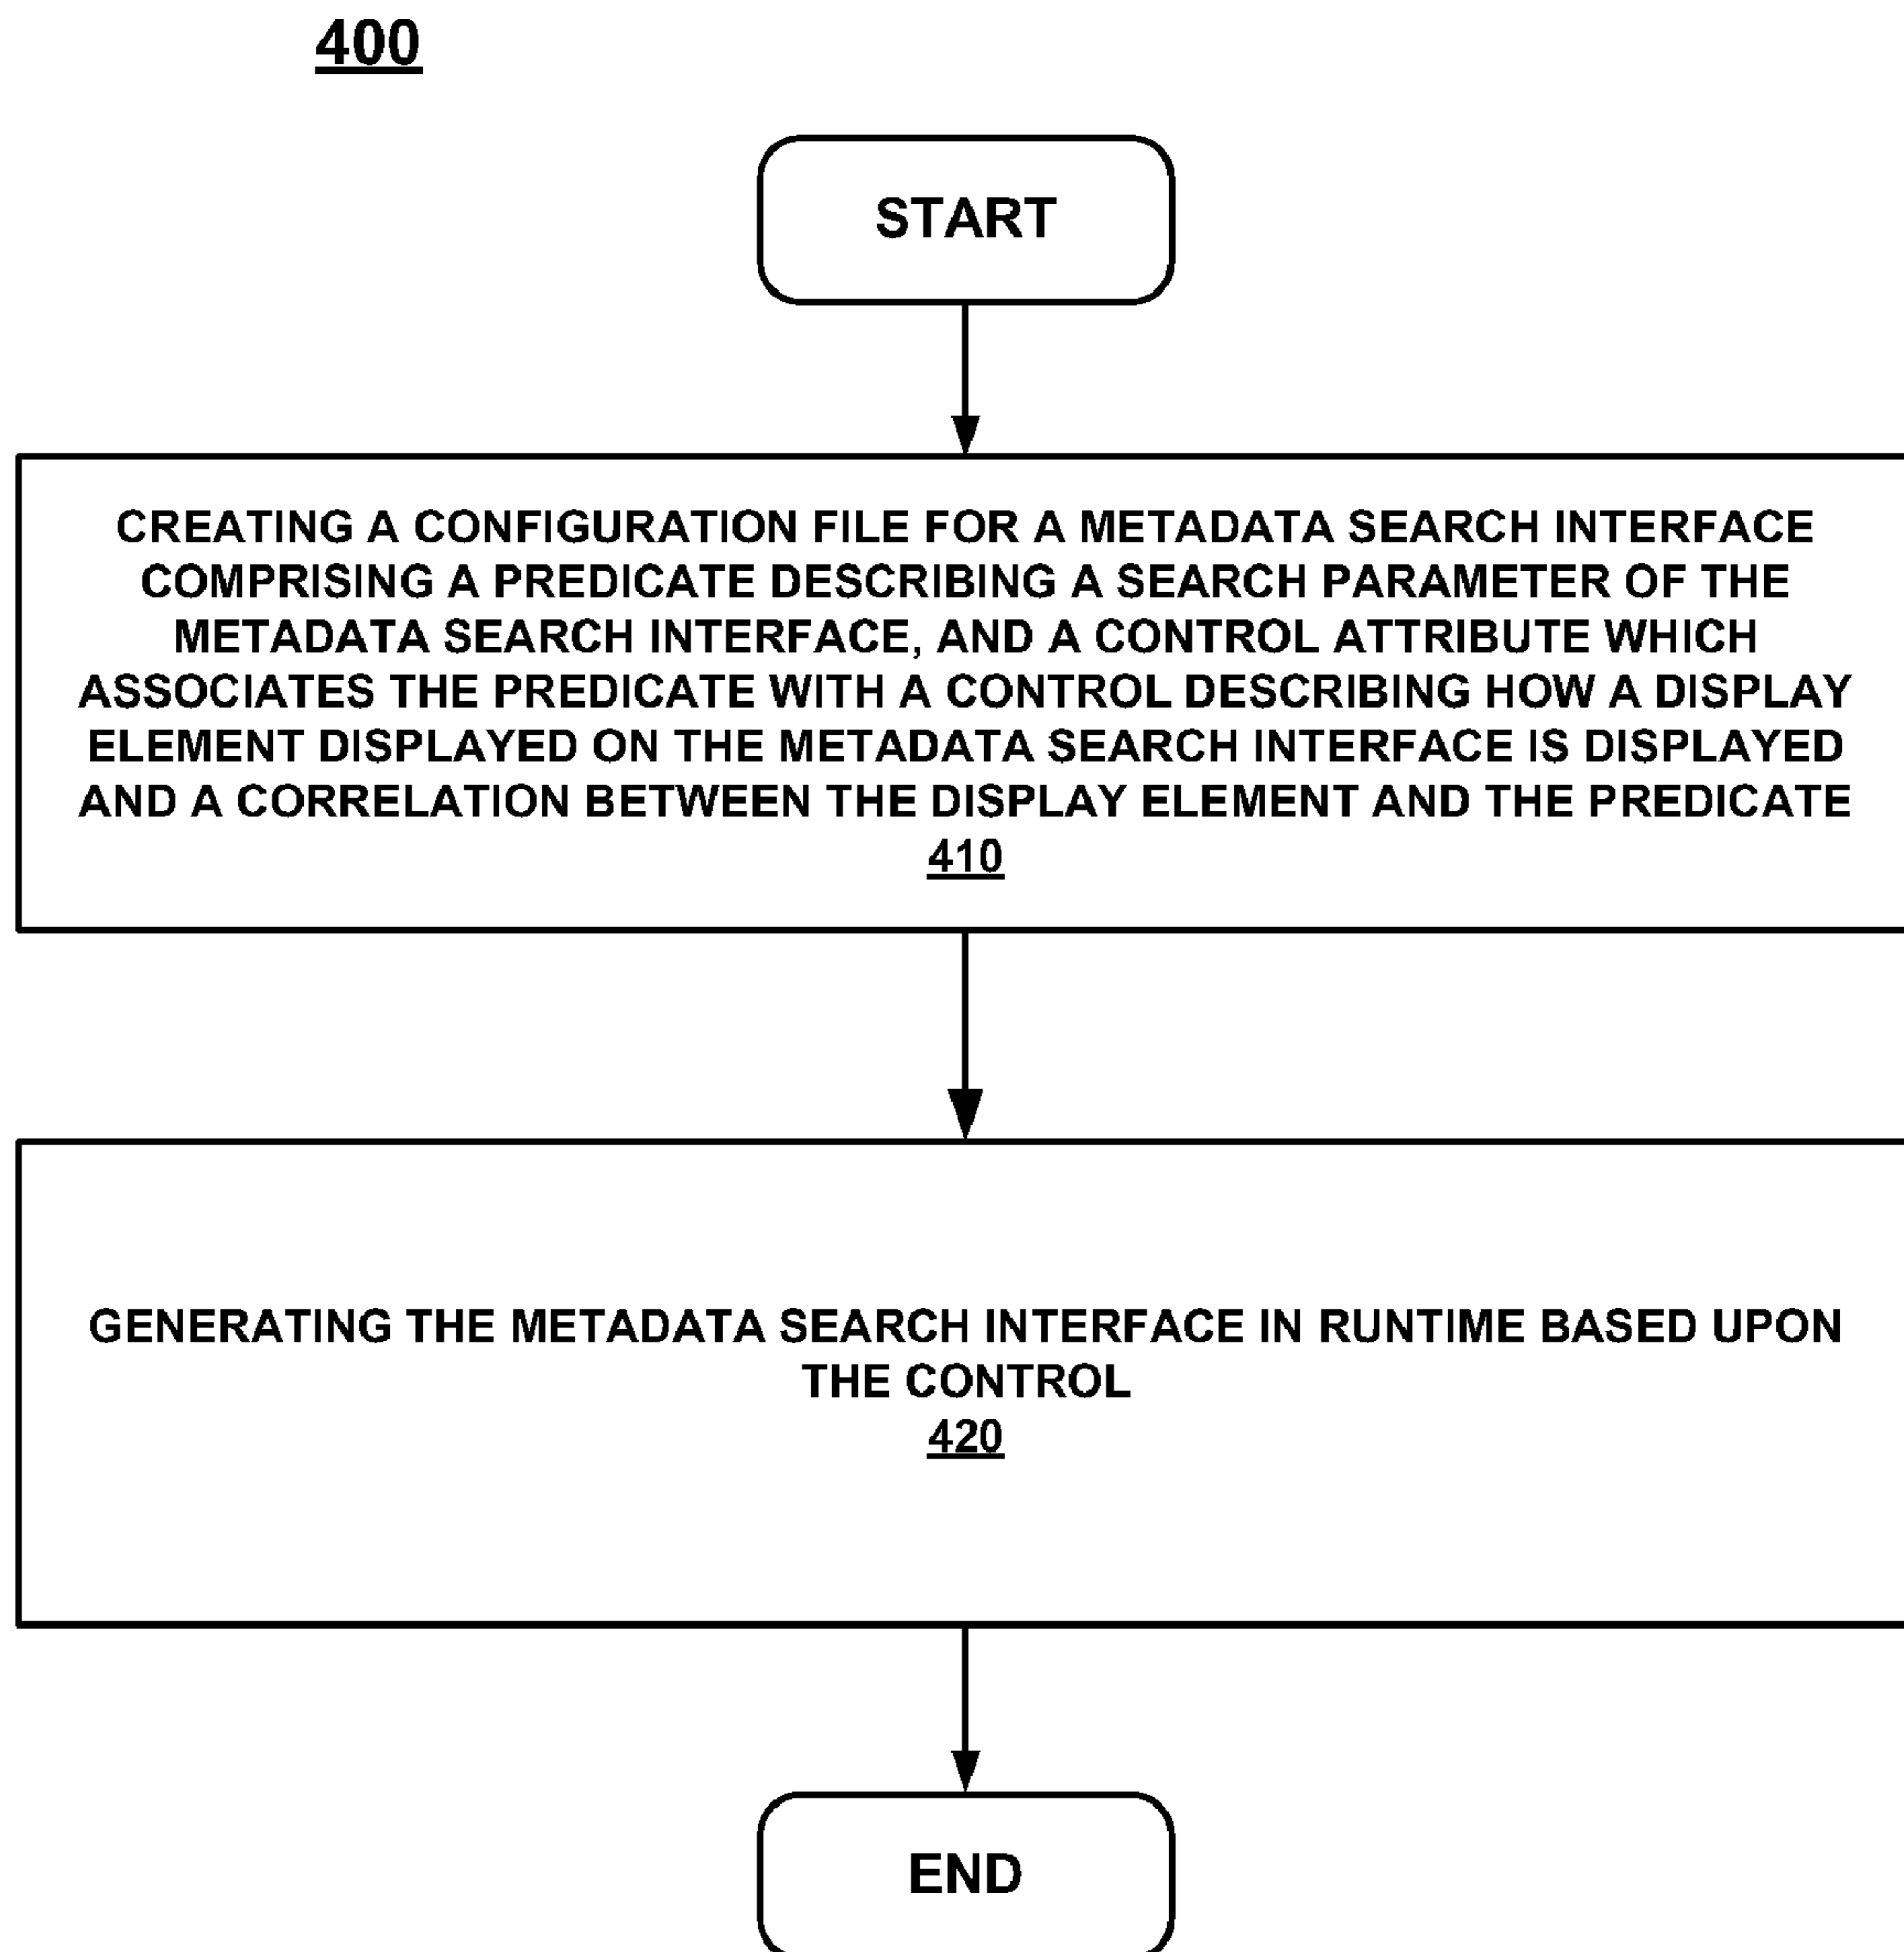 400
START
CREATING A CONFIGURATION FILE FOR A METADATA SEARCH INTERFACE
COMPRISING A PREDICATE DESCRIBING A SEARCH PARAMETER OF THE
METADATA SEARCH INTERFACE, AND A CONTROL ATTRIBUTE WHICH
ASSOCIATES THE PREDICATE WITH A CONTROL DESCRIBING HOW A DISPLAY
ELEMENT DISPLAYED ON THE METADATA SEARCH INTERFACE IS DISPLAYED
AND A CORRELATION BETWEEN THE DISPLAY ELEMENT AND THE PREDICATE
410
GENERATING THE METADATA SEARCH INTERFACE IN RUNTIME BASED UPON
THE CONTROL
420
END